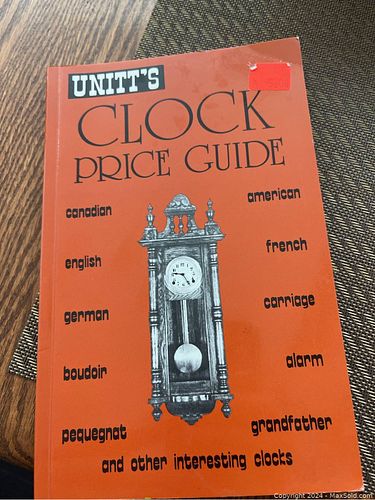 UNITT'S
CLOCK
PRICE GUIDE
canadian
american
english
french
german
carriage
boudoir
alarm
pequegnat
grandfather
and other interesting clocks
Copyright 2024 - MaxSold.com